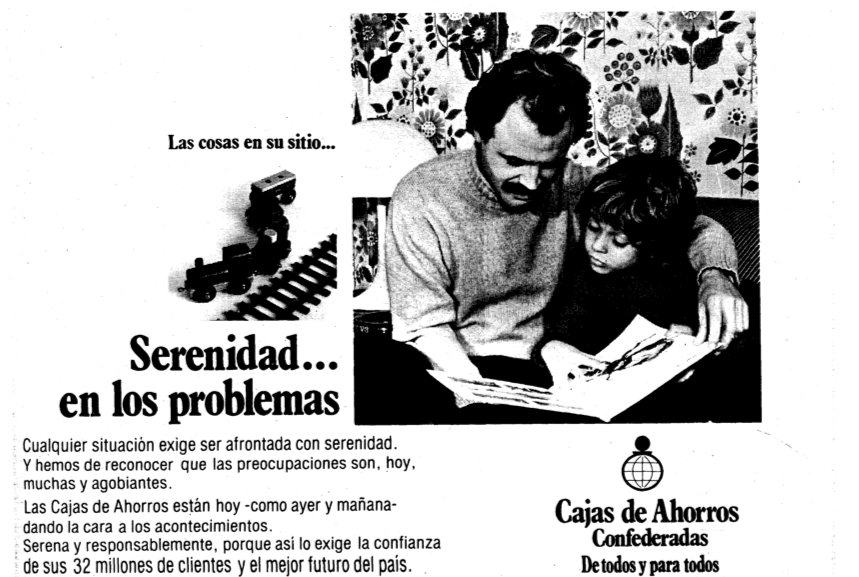 Las cosas en su sitio...
Serenidad...
en los problemas
Cualquier situación exige ser afrontada con serenidad.
Y hemos de reconocer que las preocupaciones son, hoy,
muchas y agobiantes.
Las Cajas de Ahorros están hoy -como ayer y mañana-
dando la cara a los acontecimientos.
Serena y responsablemente, porque asi lo exige la confianza
de sus 32 millones de clientes y el mejor futuro del país.
Cajas de Ahorros
Confederadas
De todos y para todos